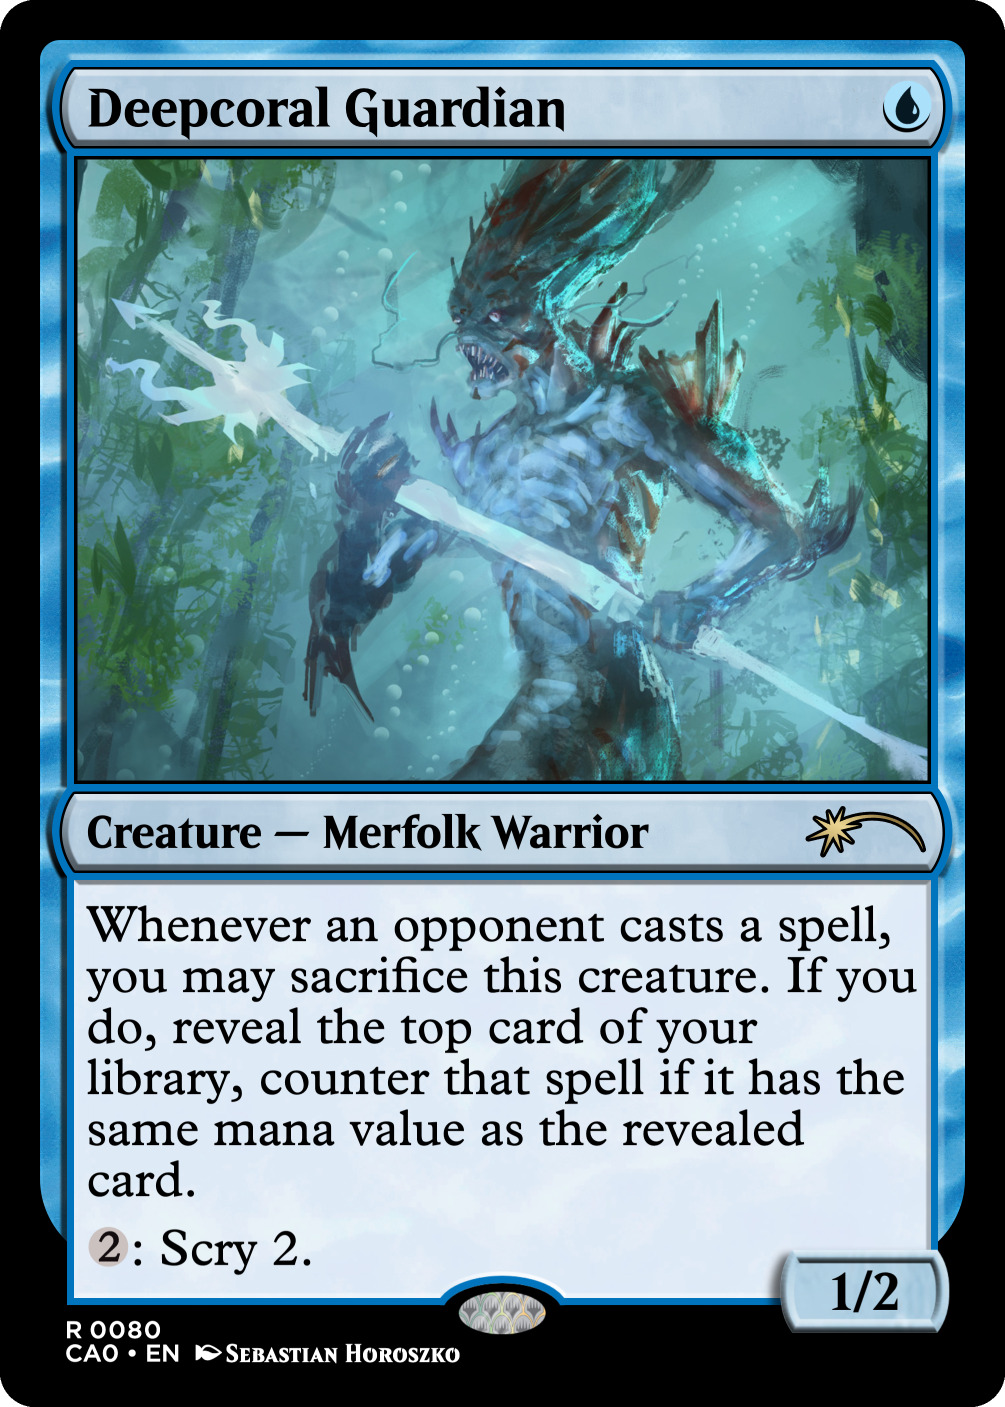 Deepcoral Guardian
Creature — Merfolk Warrior
Whenever an opponent casts a spell,
you may sacrifice this creature. If you
do, reveal the top card of your
library, counter that spell if it has the
same mana value as the revealed
card.
2: Scry 2.
1/2
R 0080
CAO • EN Sebastian Horoszko